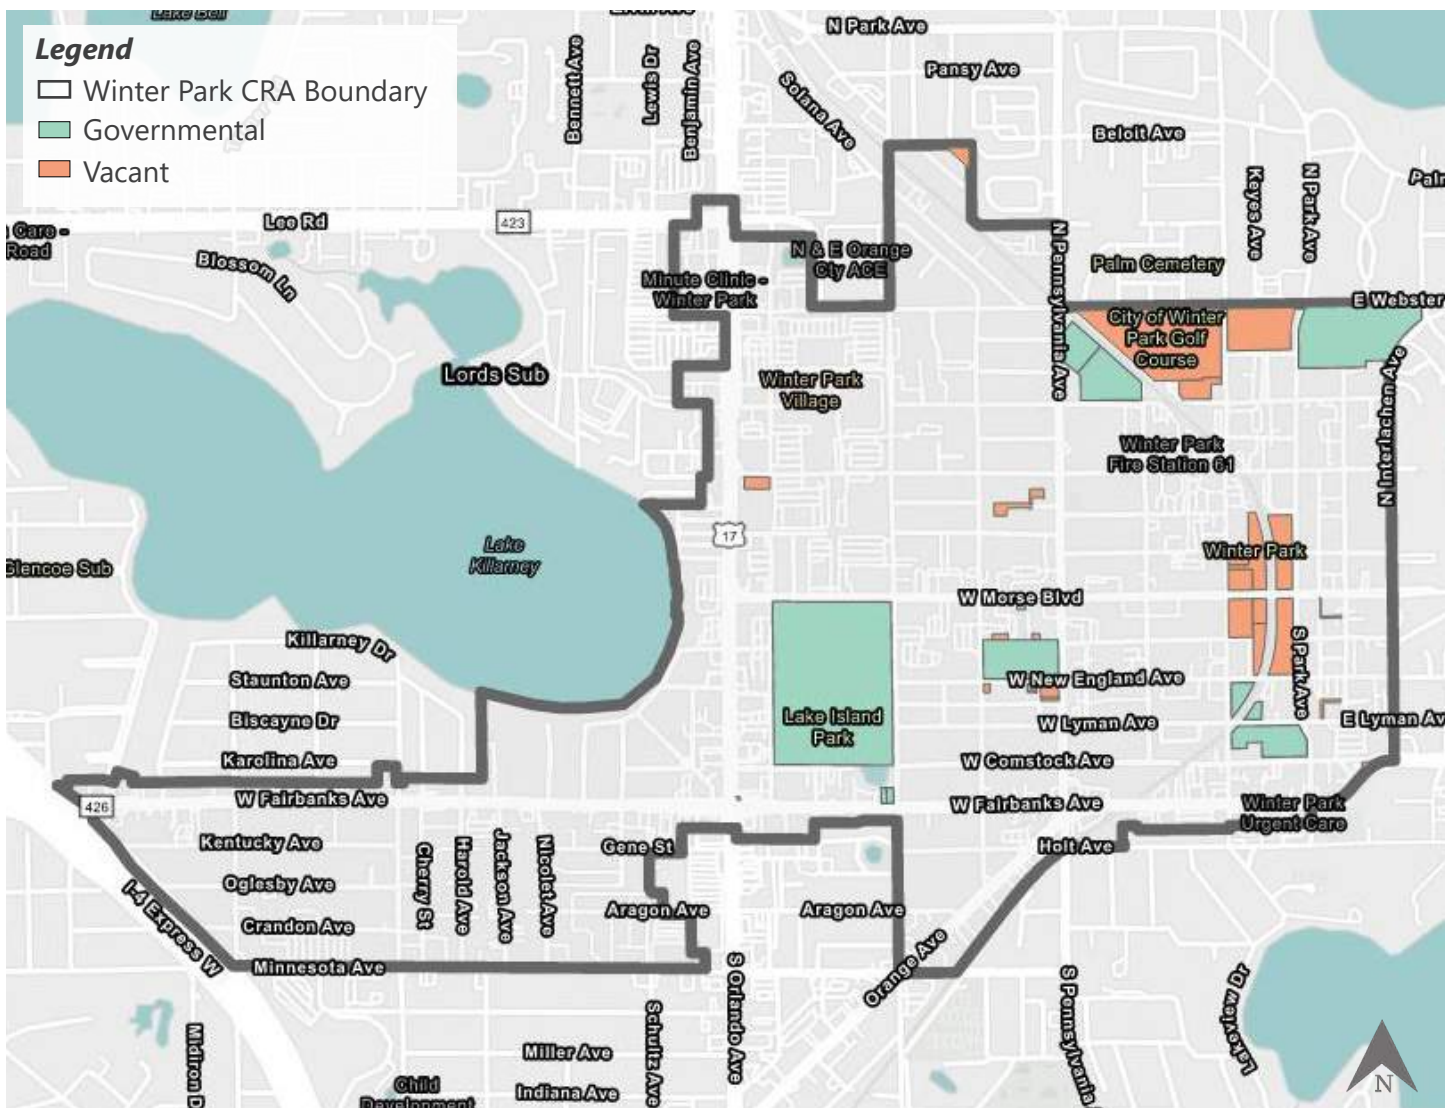 Lake Bell
Legend
Winter Park CRA Boundary
Governmental
Vacant
Bennett Ave
Lewis Dr
Benjamin Ave
N Park Ave
Pansy Ave
Solana Ave
Beloit Ave
Keyes Ave
N Park Ave
Palm
Care -
Road
Lee Rd
423
Blossom Ln
Minute Clinic -
Winter Park
N & E Orange
Cty ACE
N Pennsylvania Ave
Palm Cemetery
E Webster
City of Winter
Park Golf
Course
Lords Sub
Winter Park
Village
N Interlachen Ave
Winter Park
Fire Station 61
17
Lake
Killarney
Glencoe Sub
Winter Park
W Morse Blvd
Killarney Dr
Staunton Ave
Biscayne Dr
Karolina Ave
W New England Ave
S Park Ave
Lake Island
Park
W Lyman Ave
E Lyman Av
W Comstock Ave
426
W Fairbanks Ave
W Fairbanks Ave
Winter Park
Urgent Care
Kentucky Ave
Cherry St
Harold Ave
Jackson Ave
Nicolet Ave
Gene St
Holt Ave
Oglesby Ave
Aragon Ave
Aragon Ave
Crandon Ave
I-4 Express W
Minnesota Ave
Orange Ave
S Orlando Ave
S Pennsylvania
Lakeview Dr
Schultz Ave
Midiron D
Miller Ave
Indiana Ave
Child
Development
N